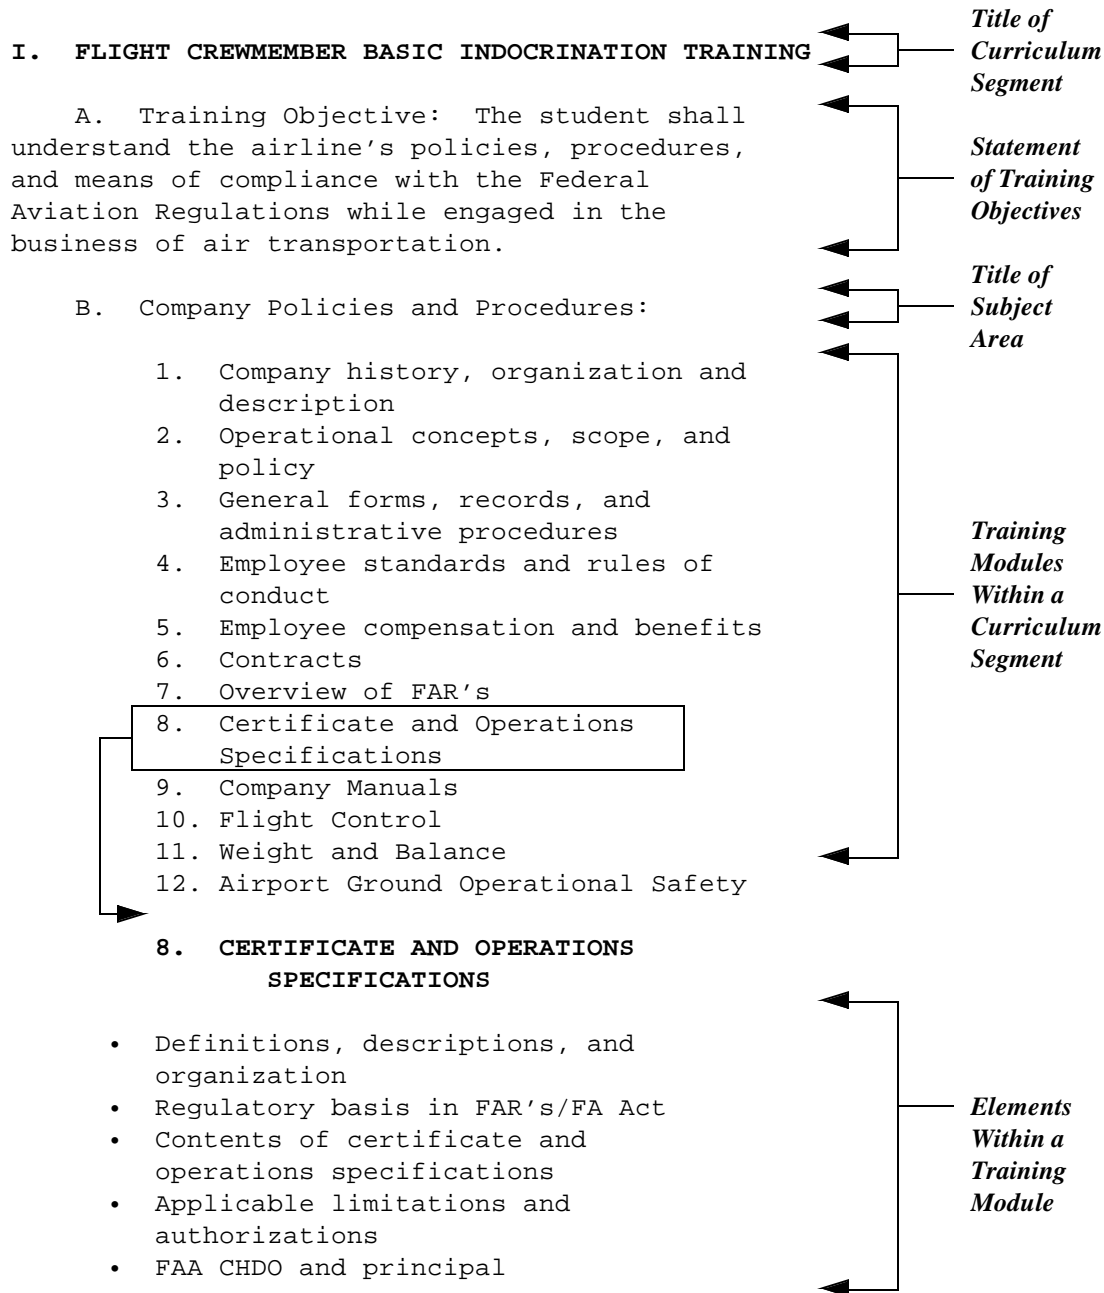 I. FLIGHT CREWMEMBER BASIC INDOCRINATION TRAINING
Title of
Curriculum
Segment
A. Training Objective: The student shall
understand the airline's policies, procedures,
and means of compliance with the Federal
Aviation Regulations while engaged in the
business of air transportation.
Statement
of Training
Objectives
B. Company Policies and Procedures:
Title of
Subject
Area
1. Company history, organization and
description
2. Operational concepts, scope, and
policy
3. General forms, records, and
administrative procedures
4. Employee standards and rules of
conduct
5. Employee compensation and benefits
6. Contracts
7. Overview of FAR's
8. Certificate and Operations
Specifications
9. Company Manuals
10. Flight Control
11. Weight and Balance
12. Airport Ground Operational Safety
Training
Modules
Within a
Curriculum
Segment
8. CERTIFICATE AND OPERATIONS
SPECIFICATIONS
• Definitions, descriptions, and
organization
• Regulatory basis in FAR's/FA Act
• Contents of certificate and
operations specifications
• Applicable limitations and
authorizations
• FAA CHDO and principal
Elements
Within a
Training
Module